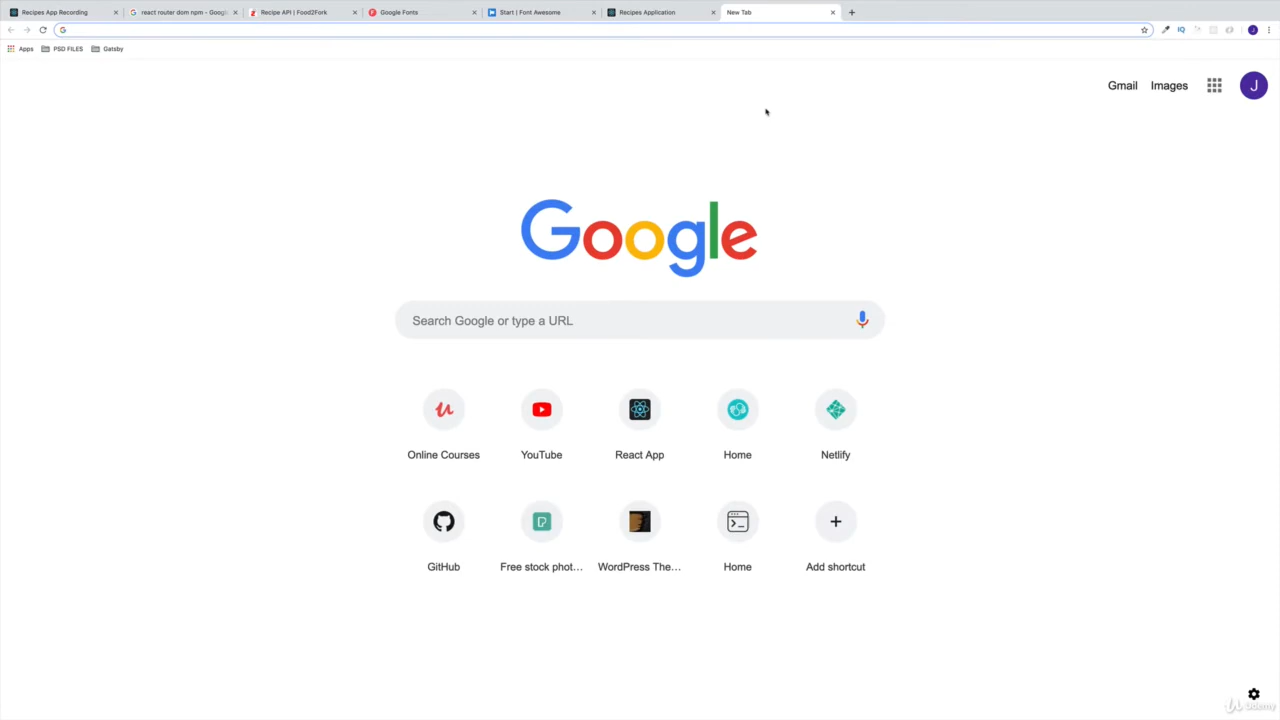 Recipes App Recording
react router dom npm - Googl
Recipe API | Food2Fork
Google Fonts
Start | Font Awesome
Recipes Application
New Tab
Apps
PSD FILES
Gatsby
IQ
J
Gmail
Images
J
Google
Search Google or type a URL
Online Courses
YouTube
React App
Home
Netlify
GitHub
Free stock phot...
WordPress The...
Home
Add shortcut
Udemy